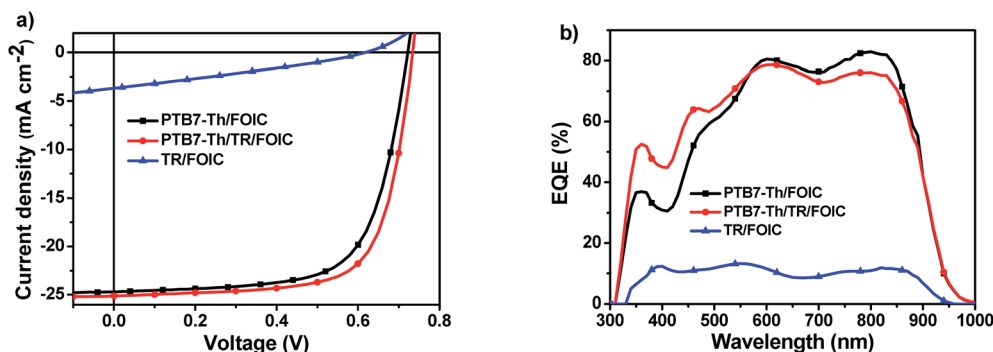 a)
Current density (mA cm-2)
0
-5
-10
-15
-20
-25
PTB7-Th/FOIC
PTB7-Th/TR/FOIC
TR/FOIC
0.0 0.2 0.4 0.6 0.8
Voltage (V)
b)
EQE (%)
80
60
40
20
0
PTB7-Th/FOIC
PTB7-Th/TR/FOIC
TR/FOIC
300 400 500 600 700 800 900 1000
Wavelength (nm)